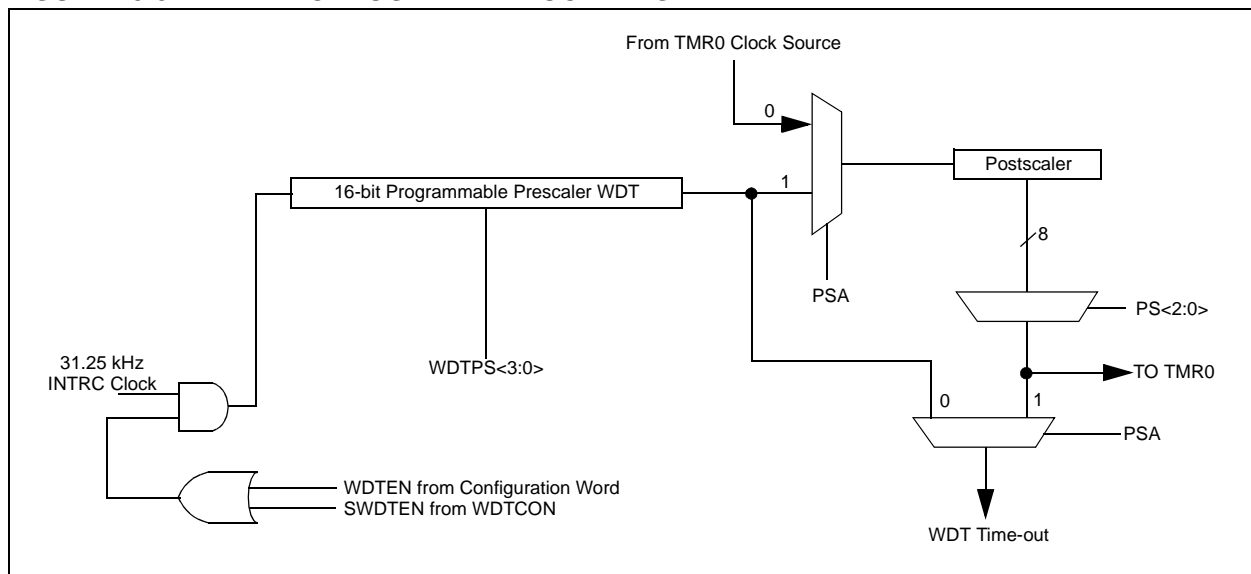 From TMR0 Clock Source
0
Postscaler
16-bit Programmable Prescaler WDT
1
8
PSA
PS<2:0>
31.25 kHz
INTRC Clock
WDTPS<3:0>
TO TMR0
0
1
PSA
WDTEN from Configuration Word
SWDTEN from WDTCON
WDT Time-out